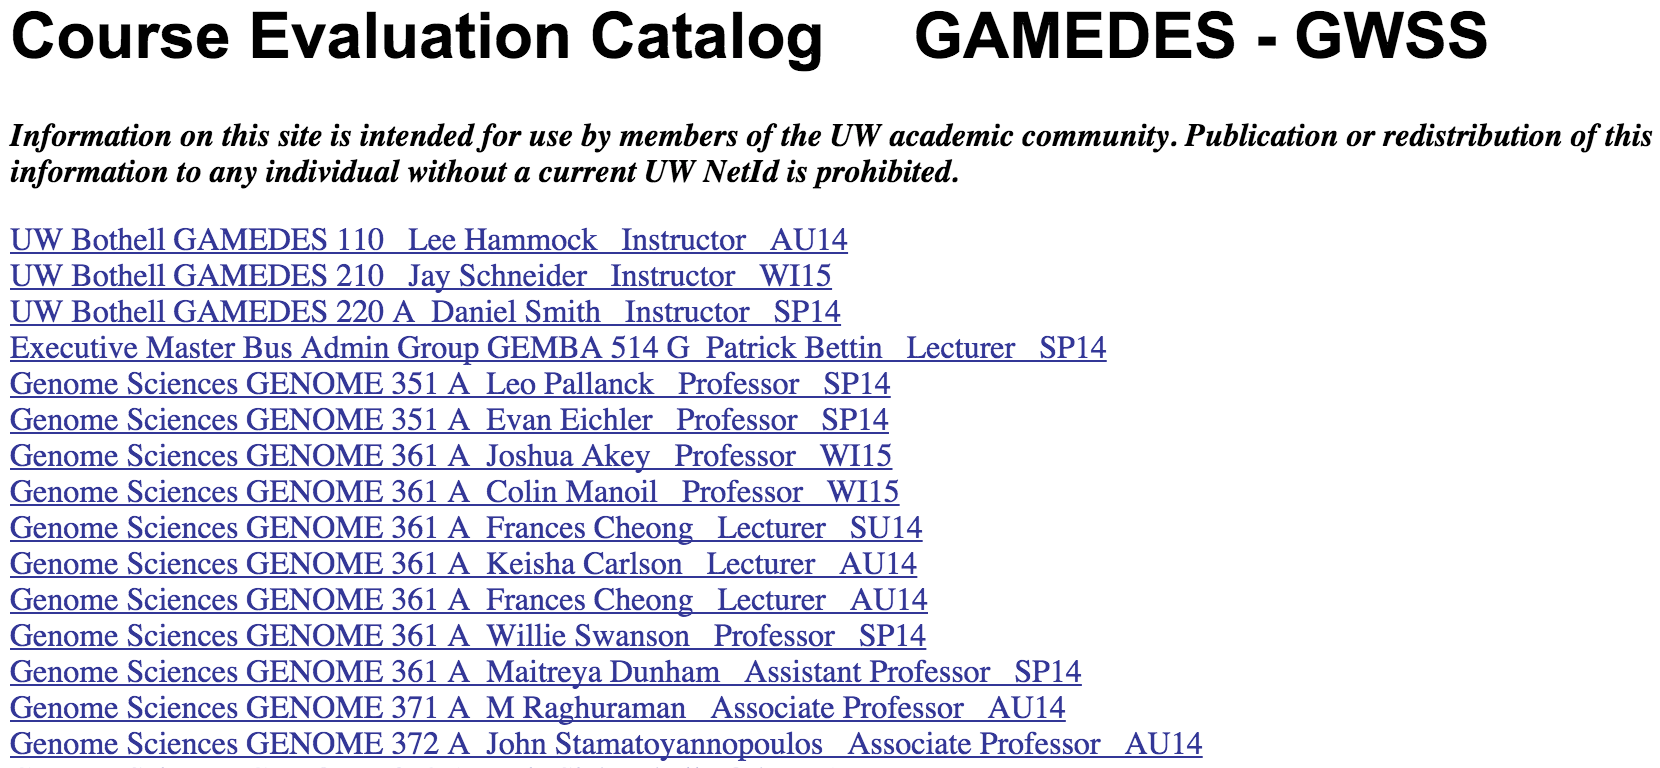 Course Evaluation Catalog GAMEDES - GWSS
Information on this site is intended for use by members of the UW academic community. Publication or redistribution of this
information to any individual without a current UW NetId is prohibited.
UW Bothell GAMEDES 110 Lee Hammock Instructor AU14
UW Bothell GAMEDES 210 Jay Schneider Instructor WI15
UW Bothell GAMEDES 220 A Daniel Smith Instructor SP14
Executive Master Bus Admin Group GEMBA 514 G Patrick Bettin Lecturer SP14
Genome Sciences GENOME 351 A Leo Pallanck Professor SP14
Genome Sciences GENOME 351 A Evan Eichler Professor SP14
Genome Sciences GENOME 361 A Joshua Akey Professor WI15
Genome Sciences GENOME 361 A Colin Manoil Professor WI15
Genome Sciences GENOME 361 A Frances Cheong Lecturer SU14
Genome Sciences GENOME 361 A Keisha Carlson Lecturer AU14
Genome Sciences GENOME 361 A Frances Cheong Lecturer AU14
Genome Sciences GENOME 361 A Willie Swanson Professor SP14
Genome Sciences GENOME 361 A Maitreya Dunham Assistant Professor SP14
Genome Sciences GENOME 371 A M Raghuraman Associate Professor AU14
Genome Sciences GENOME 372 A John Stamatoyannopoulos Associate Professor AU14